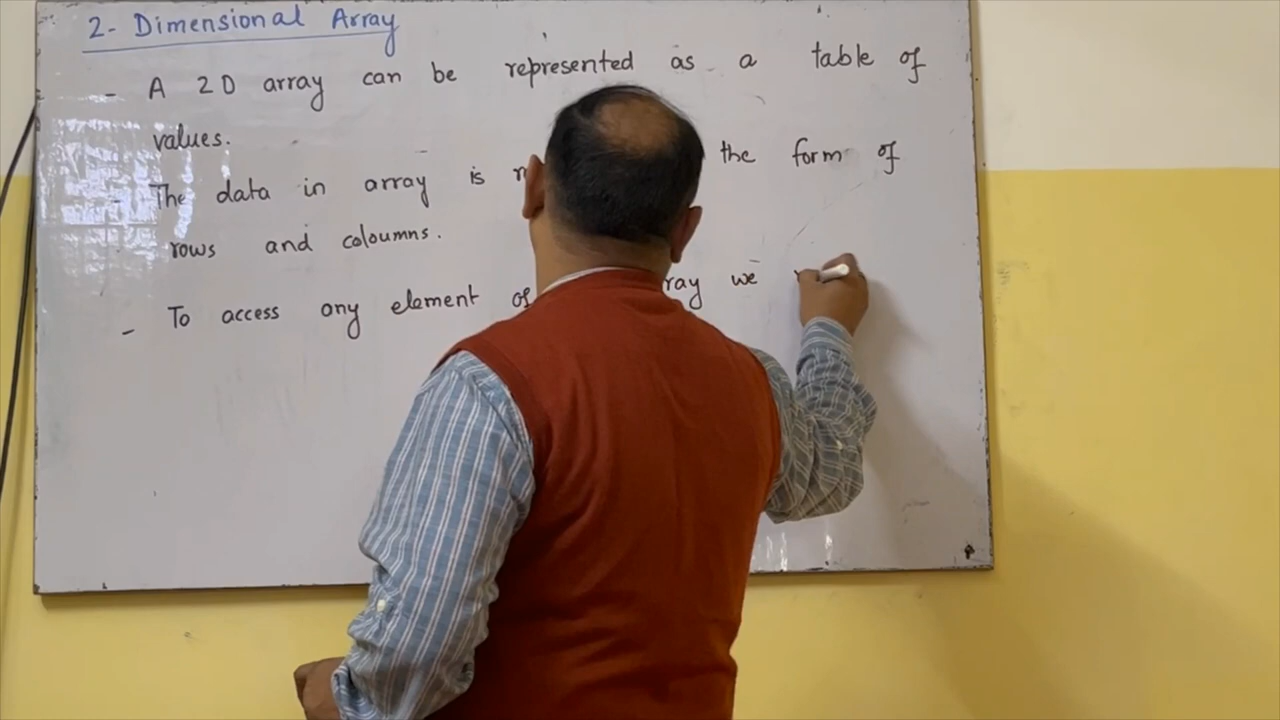 2- Dimensional Array
- A 2D array can be represented as a table of
values.
- The data in array is the form of
rows and coloumns.
- To access any element of we